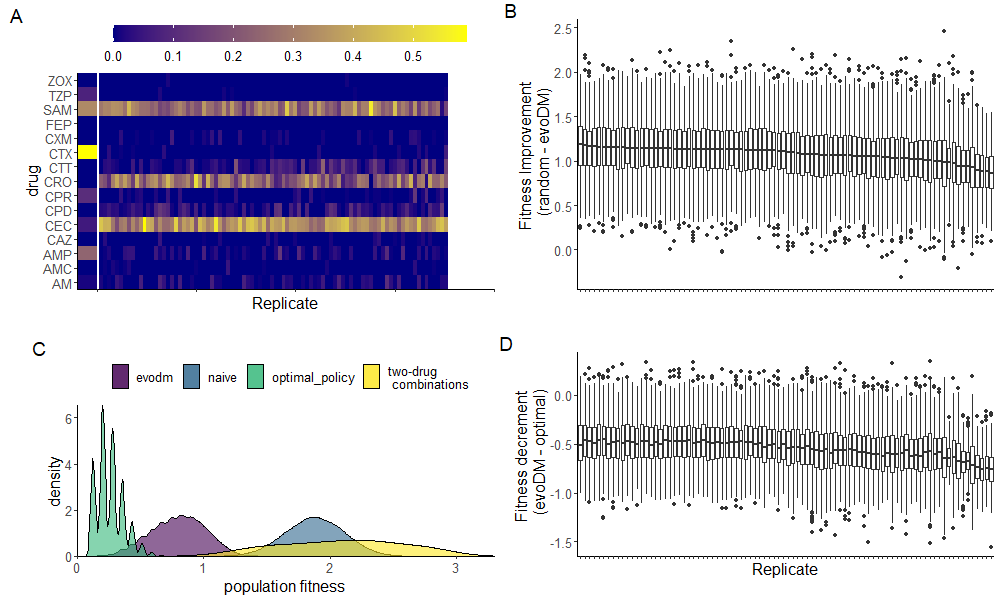 A
0.0 0.1 0.2 0.3 0.4 0.5
drug
ZOX
TZP
SAM
FEP
CXM
CTX
CTT
CRO
CPR
CPD
CEC
CAZ
AMP
AMC
AM
Replicate
B
Fitness Improvement
(random - evoDM)
2.5
2.0
1.5
1.0
0.5
0.0
C
evodm naive optimal_policy two-drug
combinations
density
6
4
2
0
0 1 2 3
population fitness
D
Fitness decrement
(evoDM - optimal)
0.0
-0.5
-1.0
-1.5
Replicate